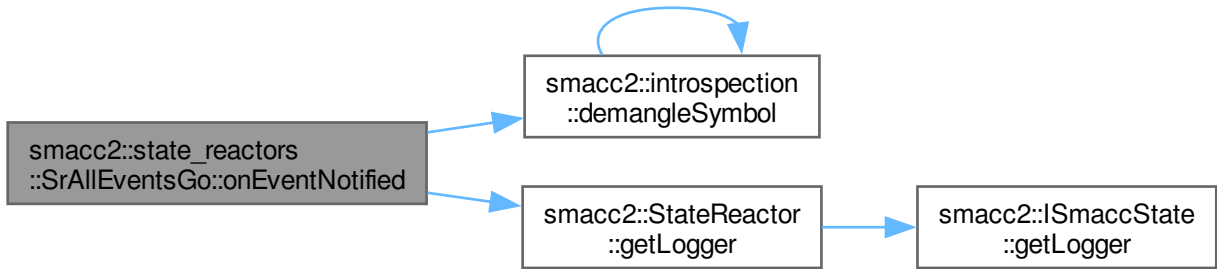 smacc2::state_reactors
::SrAllEventsGo::onEventNotified
smacc2::introspection
::demangleSymbol
smacc2::StateReactor
::getLogger
smacc2::ISmaccState
::getLogger